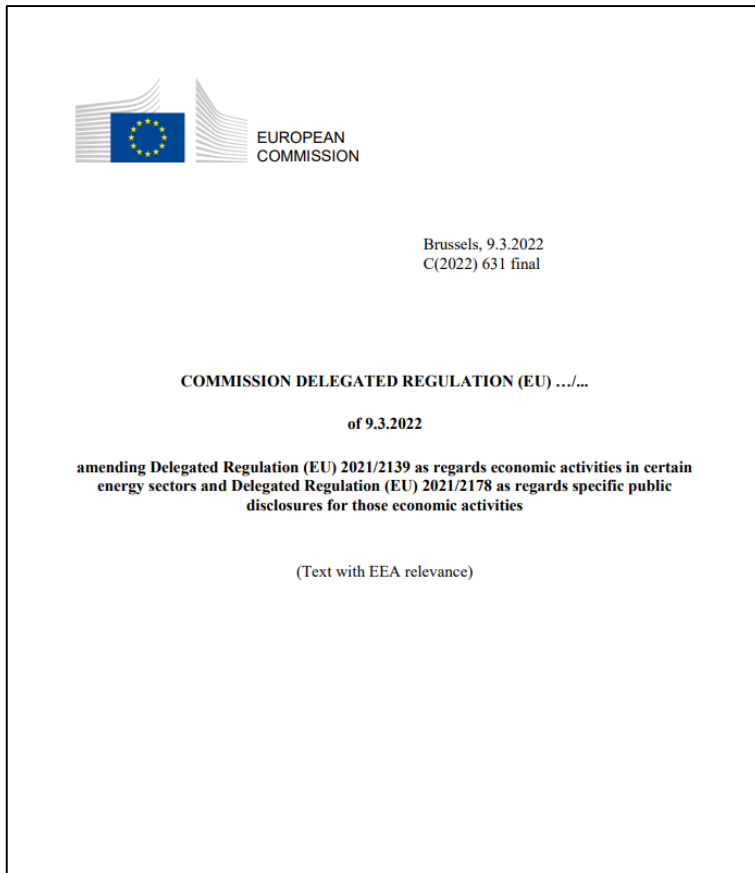 EUROPEAN
COMMISSION
Brussels, 9.3.2022
C(2022) 631 final
COMMISSION DELEGATED REGULATION (EU) …/...
of 9.3.2022
amending Delegated Regulation (EU) 2021/2139 as regards economic activities in certain
energy sectors and Delegated Regulation (EU) 2021/2178 as regards specific public
disclosures for those economic activities
(Text with EEA relevance)